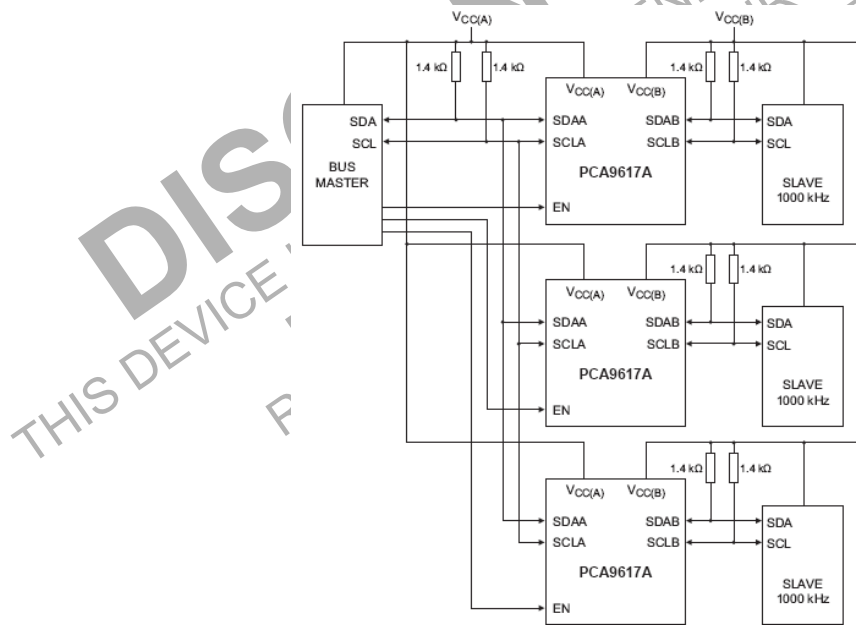 VCC(A)
VCC(B)
1.4 kΩ
1.4 kΩ
1.4 kΩ
1.4 kΩ
VCC(A)
VCC(B)
SDA
SCL
BUS
MASTER
SDAA
SCLA
SDAB
SCLB
PCA9617A
EN
SDA
SCL
SLAVE
1000 kHz
1.4 kΩ
1.4 kΩ
VCC(A)
VCC(B)
SDAA
SCLA
SDAB
SCLB
PCA9617A
EN
SDA
SCL
SLAVE
1000 kHz
1.4 kΩ
1.4 kΩ
VCC(A)
VCC(B)
SDAA
SCLA
SDAB
SCLB
PCA9617A
EN
SDA
SCL
SLAVE
1000 kHz
THIS DEVICE